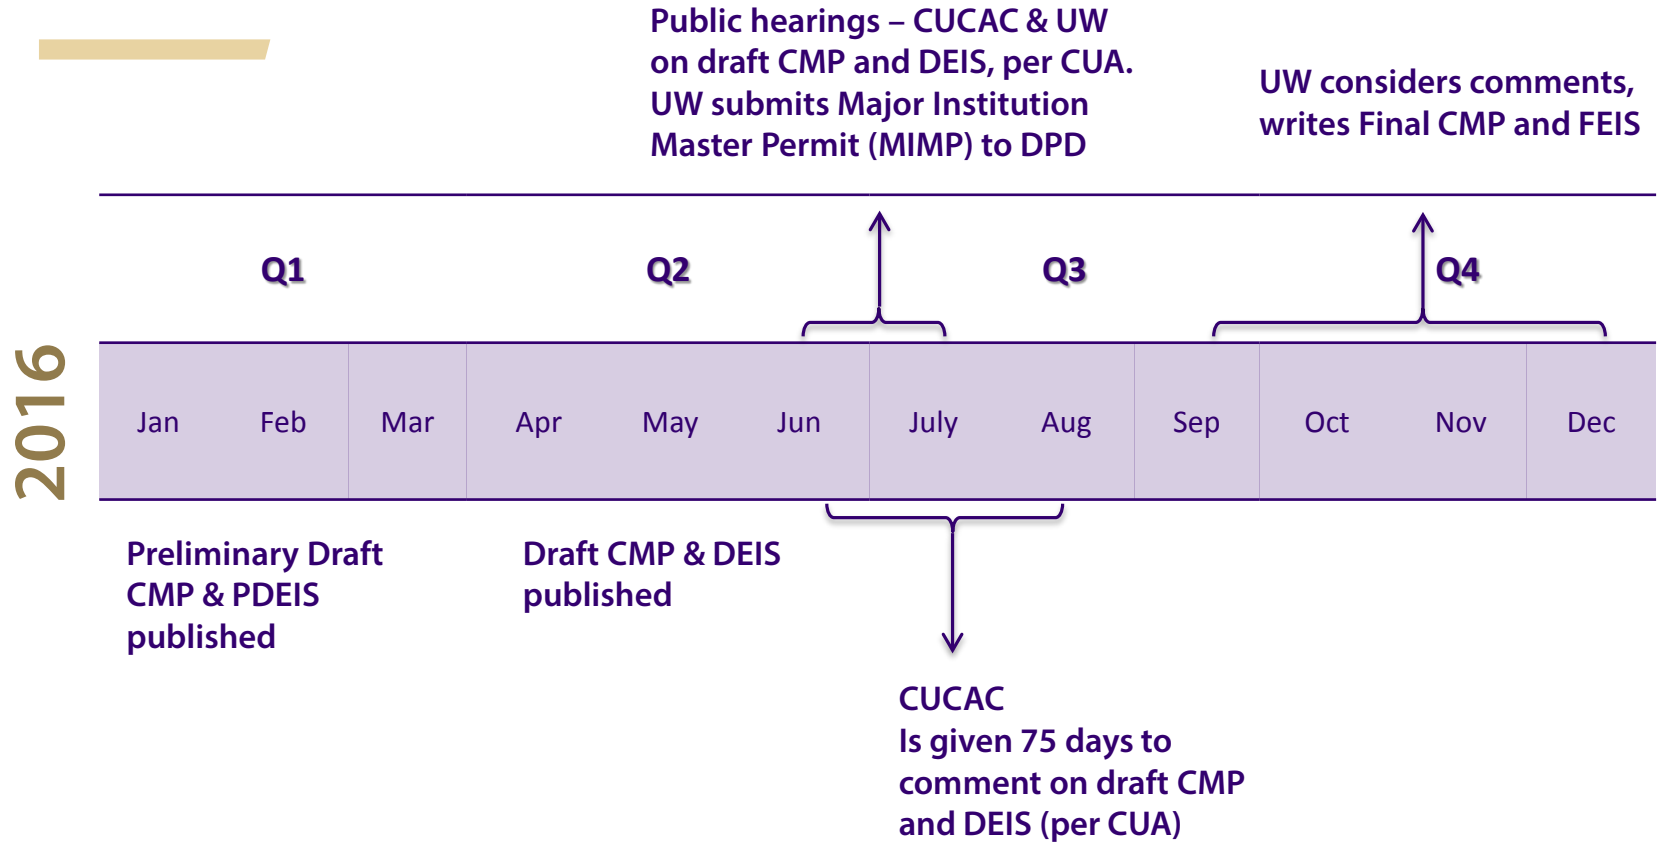 Public hearings – CUCAC & UW
on draft CMP and DEIS, per CUA.
UW submits Major Institution
Master Permit (MIMP) to DPD
UW considers comments,
writes Final CMP and FEIS
Q1
Q2
Q3
Q4
2016
Jan
Feb
Mar
Apr
May
Jun
July
Aug
Sep
Oct
Nov
Dec
Preliminary Draft
CMP & PDEIS
published
Draft CMP & DEIS
published
CUCAC
Is given 75 days to
comment on draft CMP
and DEIS (per CUA)